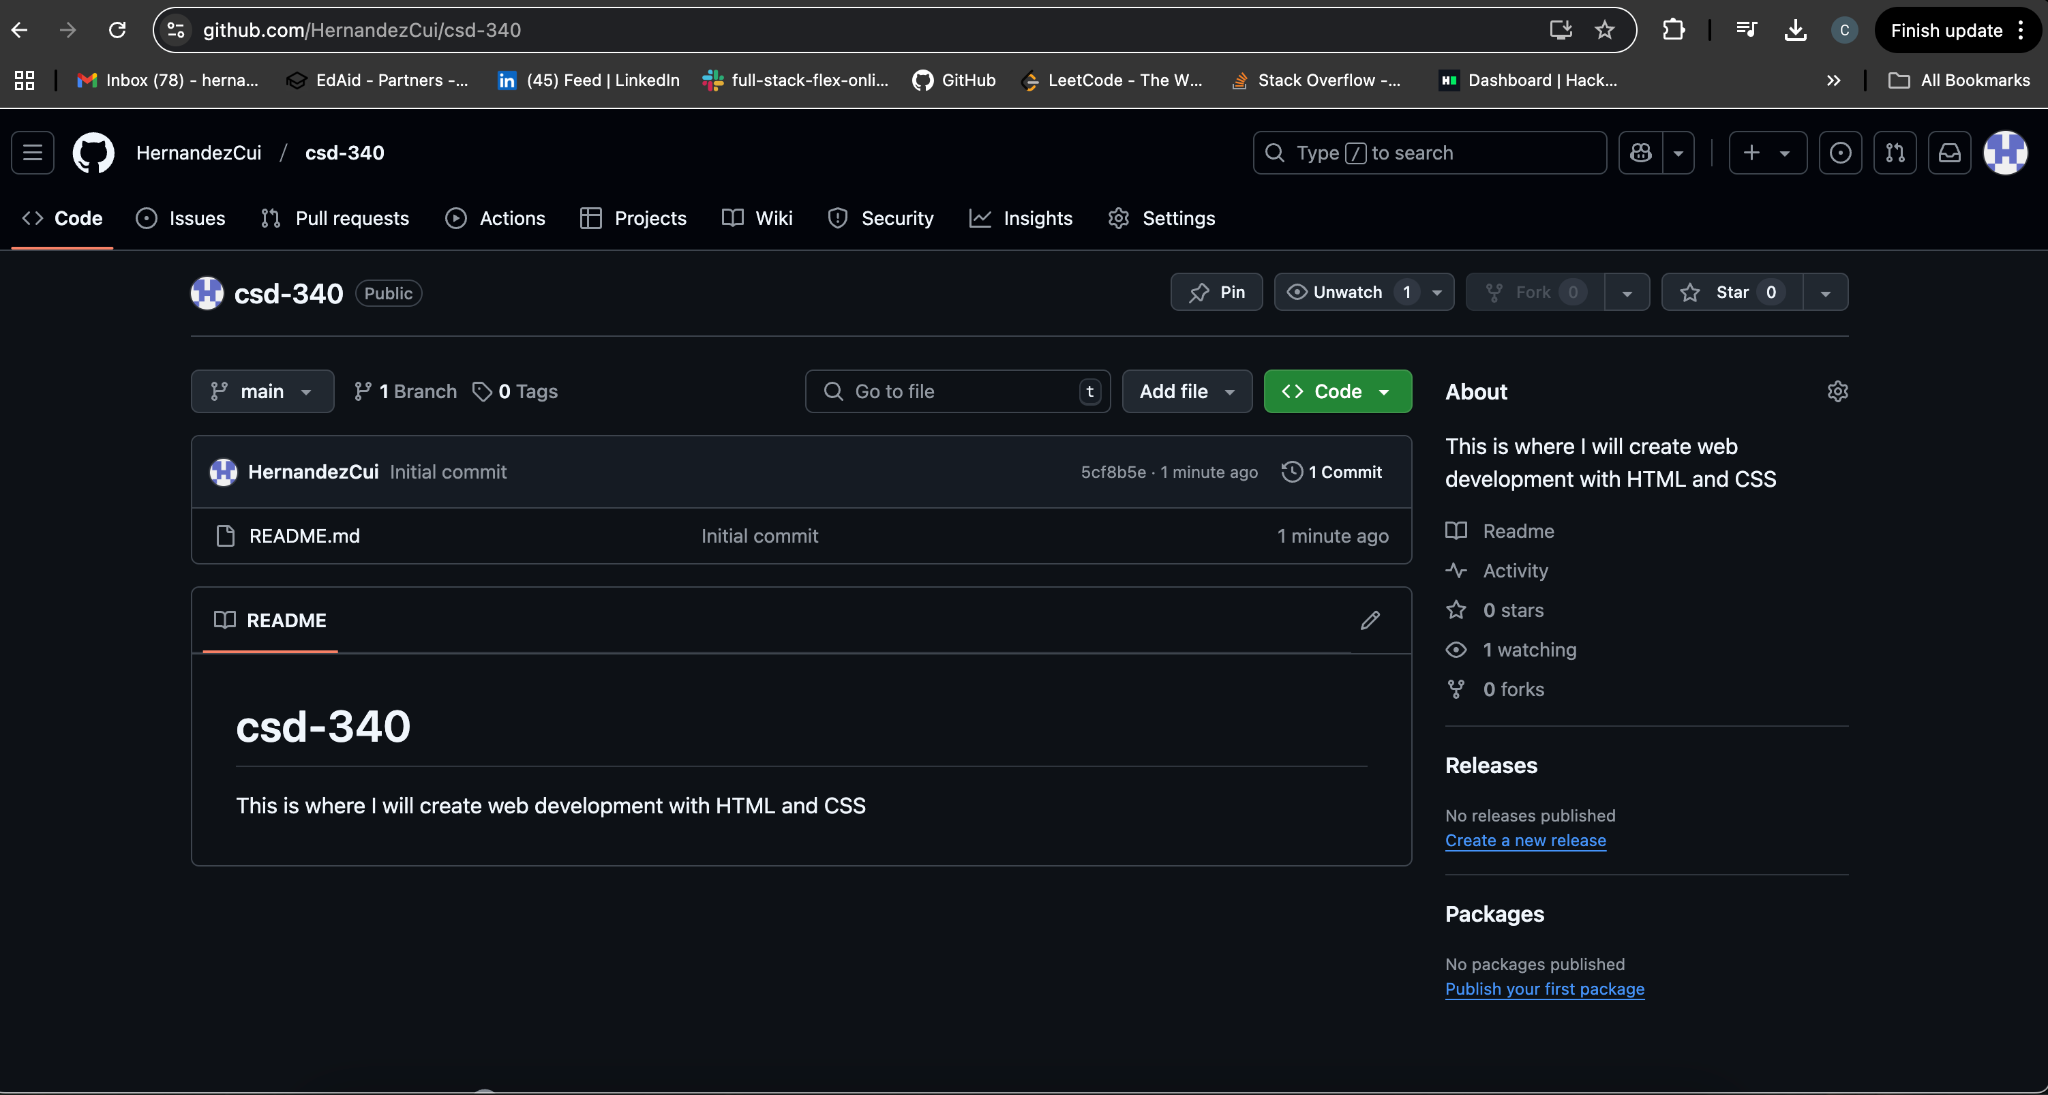 github.com/HernandezCui/csd-340
C
Finish update
Inbox (78) - herna...
EdAid - Partners -...
(45) Feed | LinkedIn
full-stack-flex-onli...
GitHub
LeetCode - The W...
Stack Overflow -...
Dashboard | Hack...
All Bookmarks
HernandezCui / csd-340
Type / to search
Code
Issues
Pull requests
Actions
Projects
Wiki
Security
Insights
Settings
csd-340 Public
Pin
Unwatch 1
Fork 0
Star 0
main
1 Branch
0 Tags
Go to file t
Add file
Code
HernandezCui Initial commit
5cf8b5e · 1 minute ago
1 Commit
README.md
Initial commit
1 minute ago
README
csd-340
This is where I will create web development with HTML and CSS
About
This is where I will create web
development with HTML and CSS
Readme
Activity
0 stars
1 watching
0 forks
Releases
No releases published
Create a new release
Packages
No packages published
Publish your first package